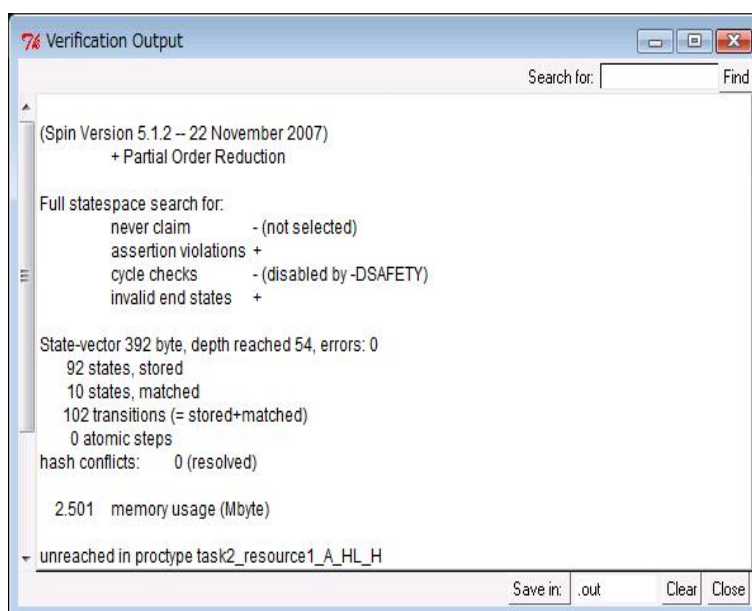 Verification Output
Search for: Find
(Spin Version 5.1.2 -- 22 November 2007)
+ Partial Order Reduction
Full statespace search for:
never claim - (not selected)
assertion violations +
cycle checks - (disabled by -DSAFETY)
invalid end states +
State-vector 392 byte, depth reached 54, errors: 0
92 states, stored
10 states, matched
102 transitions (= stored+matched)
0 atomic steps
hash conflicts: 0 (resolved)
2.501 memory usage (Mbyte)
unreached in proctype task2_resource1_A_HL_H
Save in: .out Clear Close